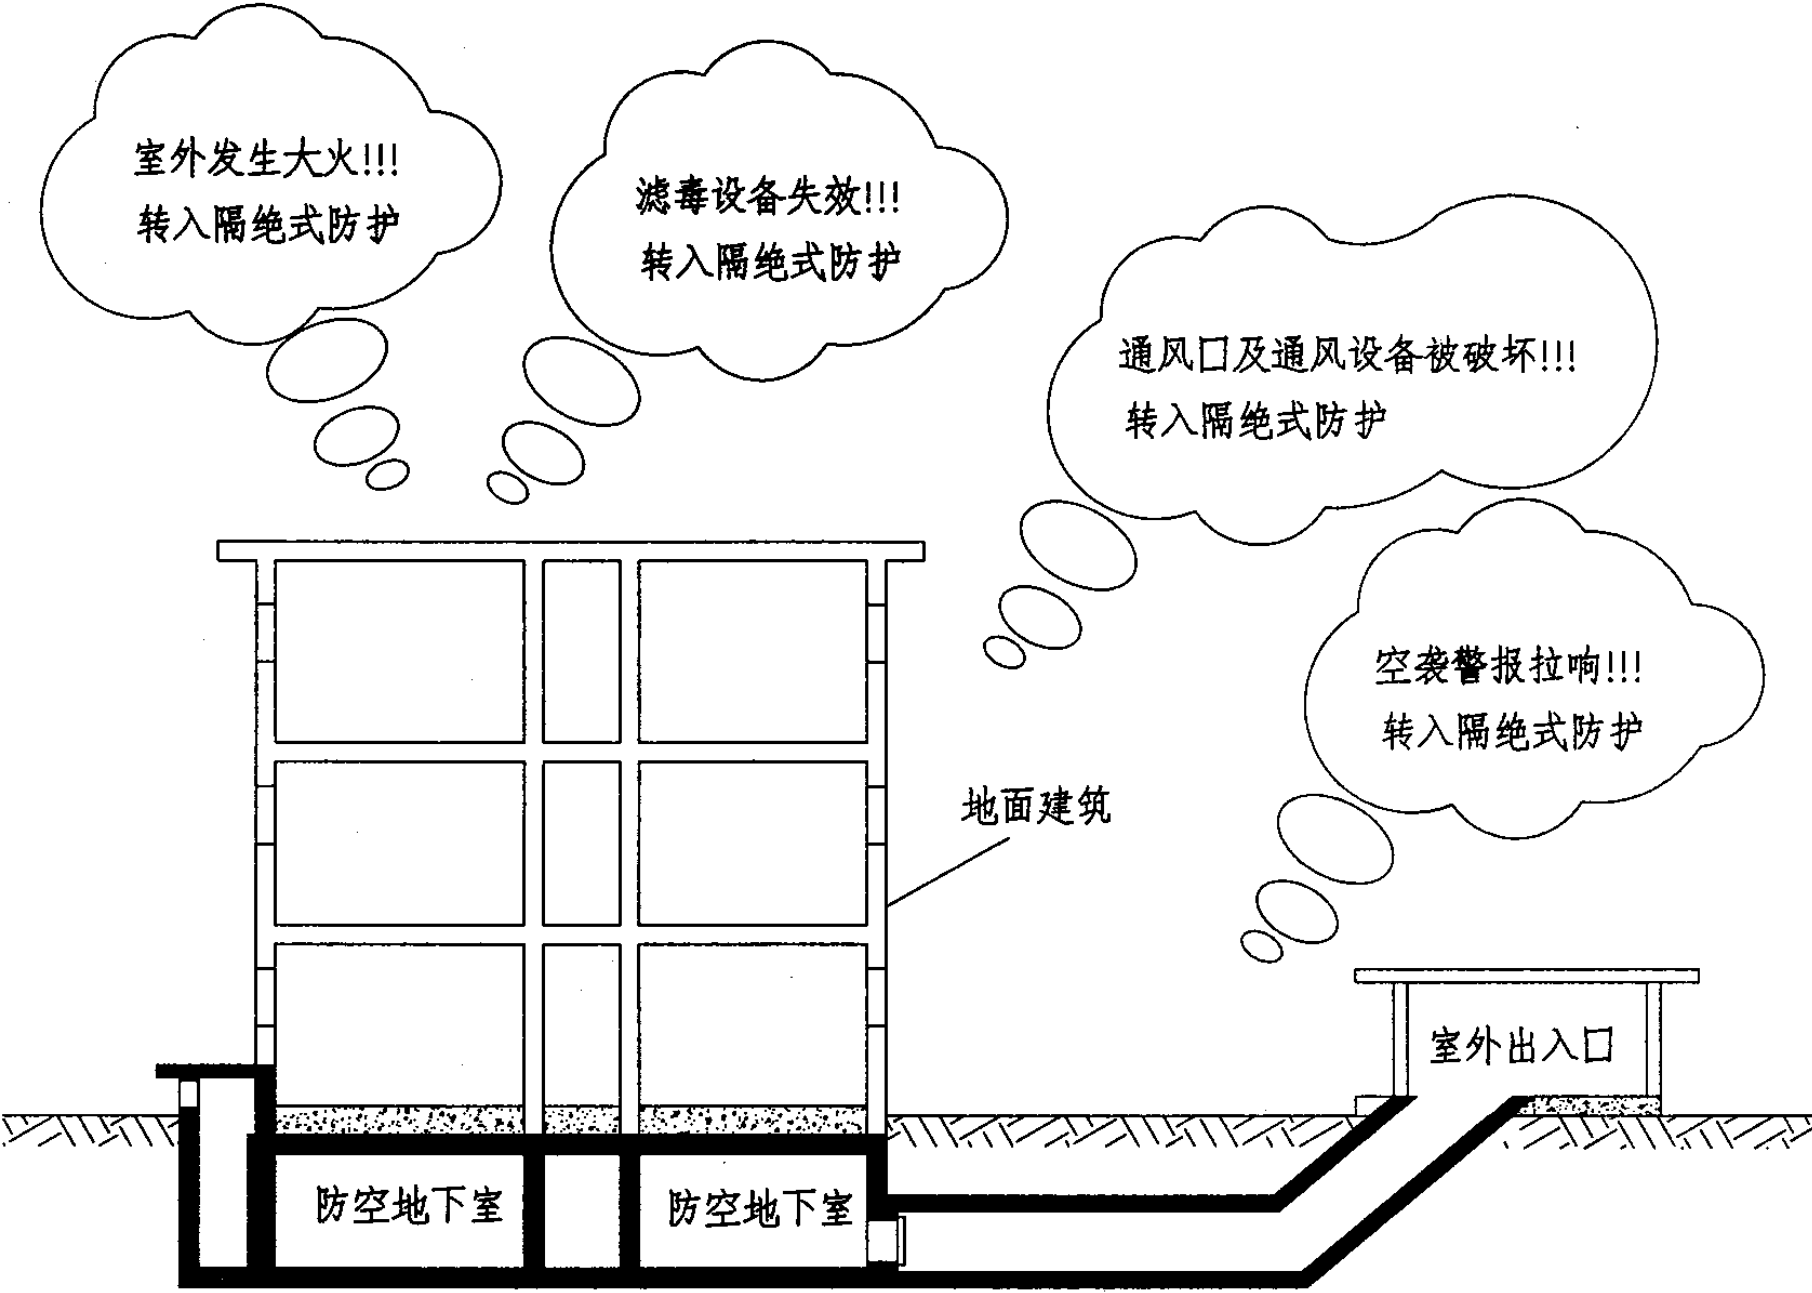 室外发生大火!!!
转入隔绝式防护
滤毒设备失效!!!
转入隔绝式防护
通风口及通风设备被破坏!!!
转入隔绝式防护
空袭警报拉响!!!
转入隔绝式防护
地面建筑
室外出入口
防空地下室
防空地下室